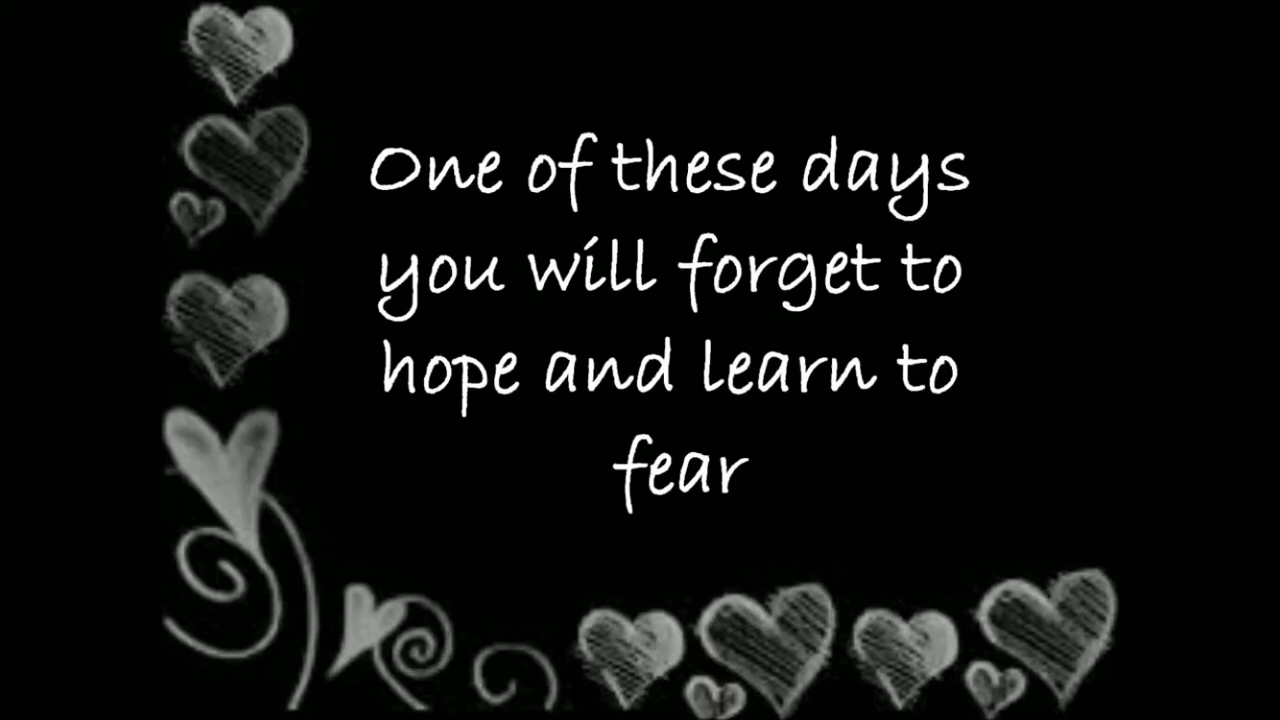 One of these days
you will forget to
hope and learn to
fear